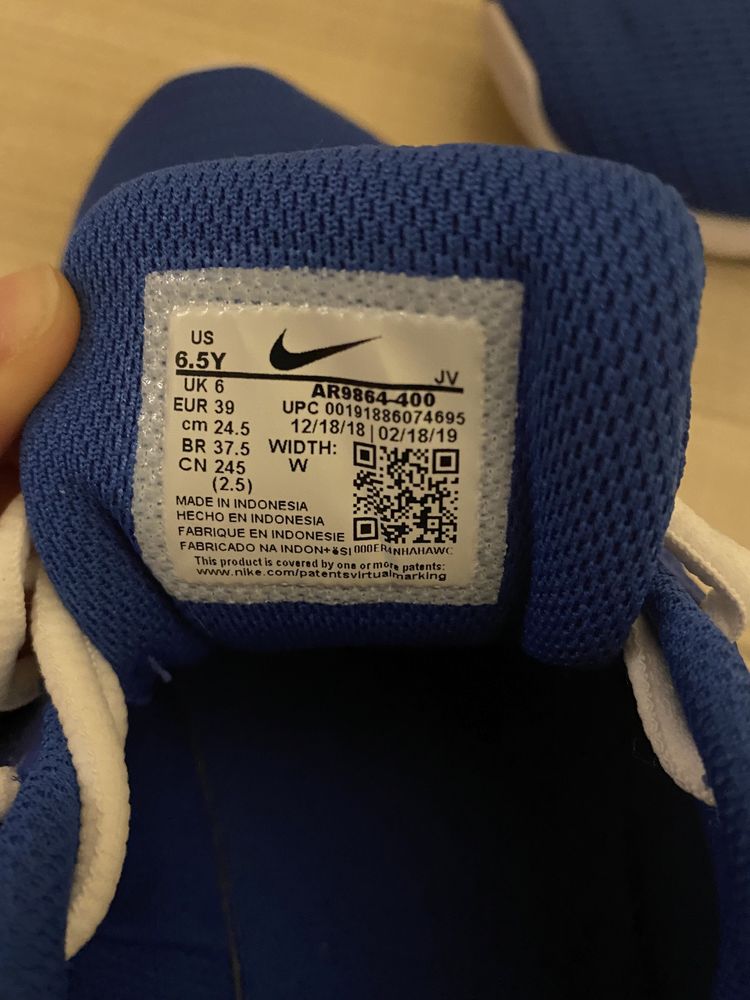 US
6.5Y
JV
UK 6
AR9864-400
EUR 39
UPC 00191886074695
cm 24.5
12/18/18 | 02/18/19
BR 37.5
WIDTH:
CN 245
W
(2.5)
MADE IN INDONESIA
HECHO EN INDONESIA
FABRIQUE EN INDONESIE
FABRICADO NA
This product is covered by one or more patents:
www.nike.com/patentsvirtualmarking